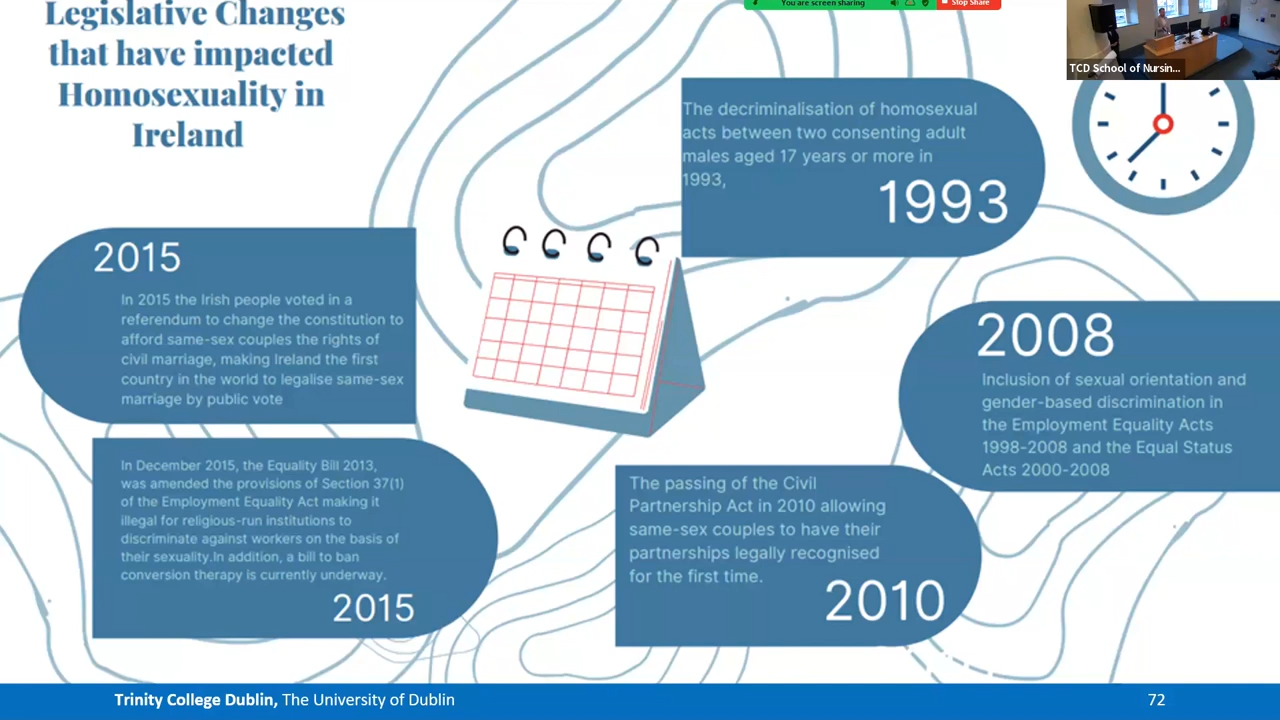 You are screen sharing
Stop Share
TCD School of Nursin...
Legislative Changes
that have impacted
Homosexuality in
Ireland
The decriminalisation of homosexual
acts between two consenting adult
males aged 17 years or more in
1993,
1993
2015
In 2015 the Irish people voted in a
referendum to change the constitution to
afford same-sex couples the rights of
civil marriage, making Ireland the first
country in the world to legalise same-sex
marriage by public vote
2008
Inclusion of sexual orientation and
gender-based discrimination in
the Employment Equality Acts
1998-2008 and the Equal Status
Acts 2000-2008
In December 2015, the Equality Bill 2013,
was amended the provisions of Section 37(1)
of the Employment Equality Act making it
illegal for religious-run institutions to
discriminate against workers on the basis of
their sexuality.In addition, a bill to ban
conversion therapy is currently underway.
2015
The passing of the Civil
Partnership Act in 2010 allowing
same-sex couples to have their
partnerships legally recognised
for the first time.
2010
Trinity College Dublin, The University of Dublin
72